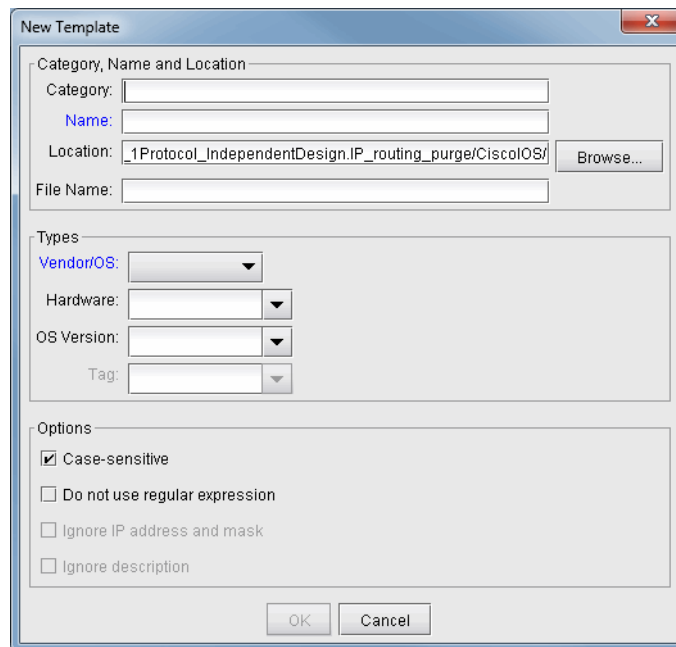 New Template
Category, Name and Location
Category:
Name:
Location: _1Protocol_IndependentDesign.IP_routing_purge/CiscoIOS/ Browse...
File Name:
Types
Vendor/OS:
Hardware:
OS Version:
Tag:
Options
Case-sensitive
Do not use regular expression
Ignore IP address and mask
Ignore description
OK Cancel